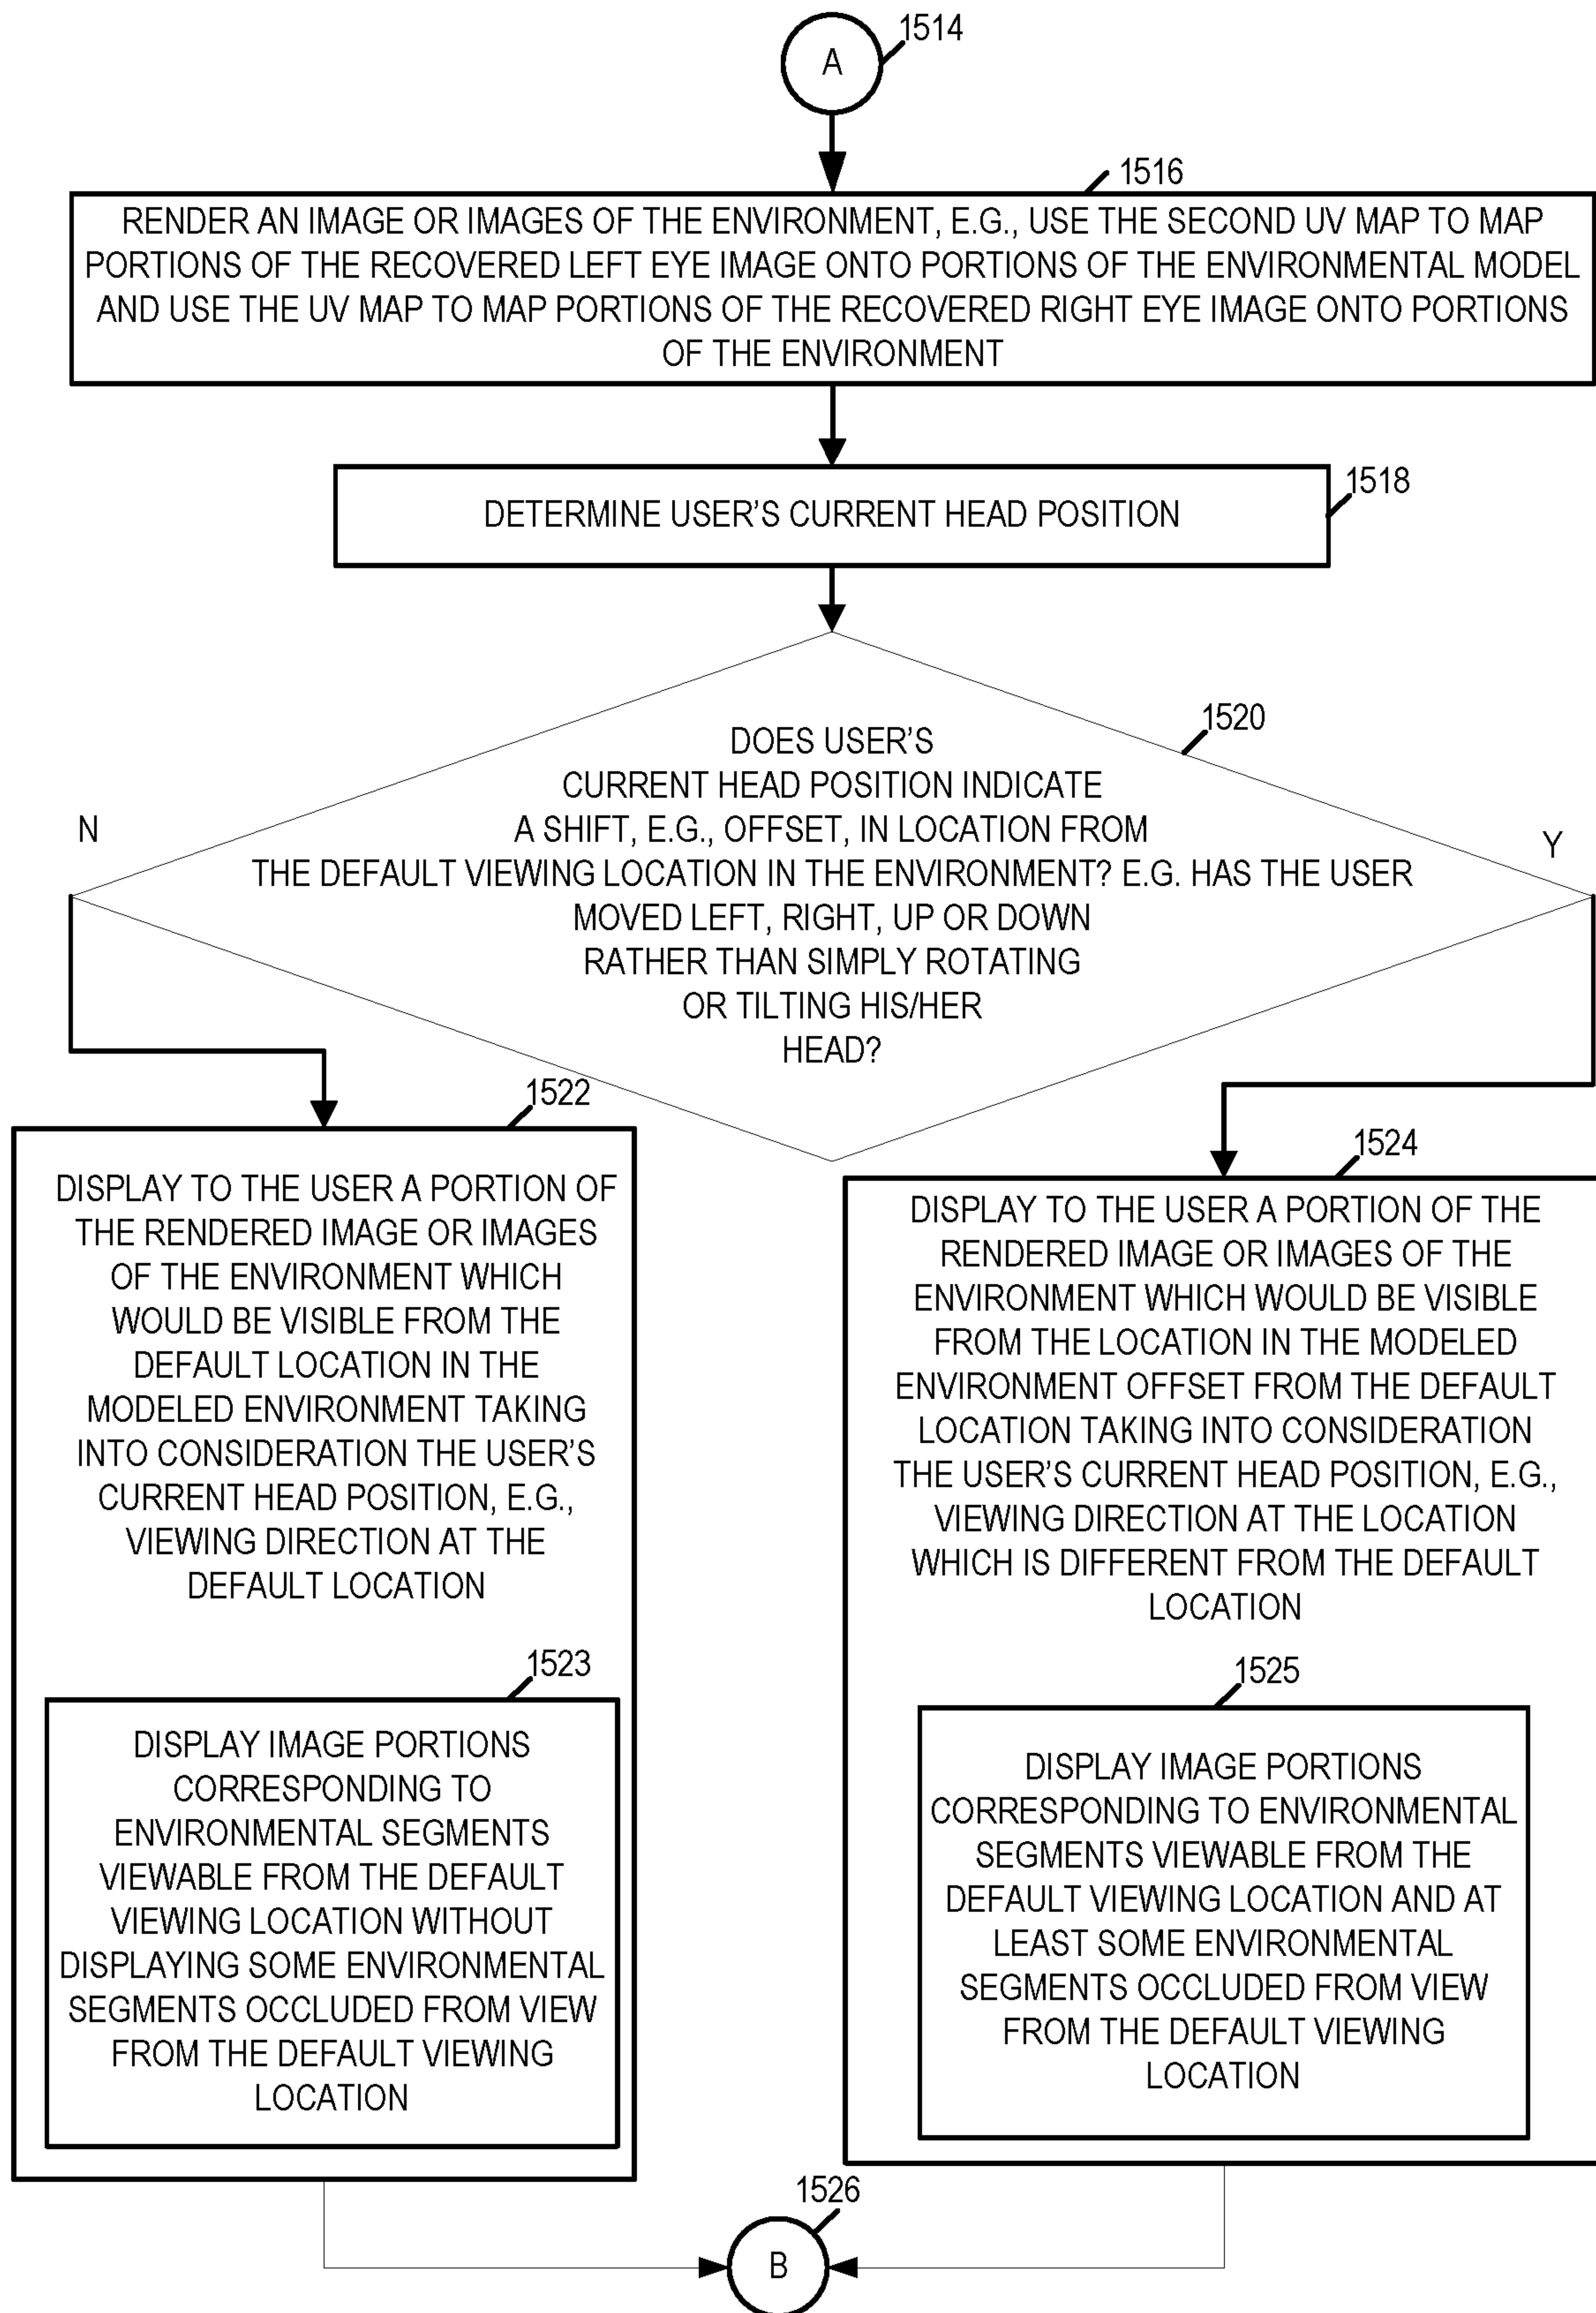 1514
A
1516
RENDER AN IMAGE OR IMAGES OF THE ENVIRONMENT, E.G., USE THE SECOND UV MAP TO MAP
PORTIONS OF THE RECOVERED LEFT EYE IMAGE ONTO PORTIONS OF THE ENVIRONMENTAL MODEL
AND USE THE UV MAP TO MAP PORTIONS OF THE RECOVERED RIGHT EYE IMAGE ONTO PORTIONS
OF THE ENVIRONMENT
1518
DETERMINE USER'S CURRENT HEAD POSITION
1520
DOES USER'S
CURRENT HEAD POSITION INDICATE
A SHIFT, E.G., OFFSET, IN LOCATION FROM
THE DEFAULT VIEWING LOCATION IN THE ENVIRONMENT? E.G. HAS THE USER
MOVED LEFT, RIGHT, UP OR DOWN
RATHER THAN SIMPLY ROTATING
OR TILTING HIS/HER
HEAD?
N
Y
1522
DISPLAY TO THE USER A PORTION OF
THE RENDERED IMAGE OR IMAGES
OF THE ENVIRONMENT WHICH
WOULD BE VISIBLE FROM THE
DEFAULT LOCATION IN THE
MODELED ENVIRONMENT TAKING
INTO CONSIDERATION THE USER'S
CURRENT HEAD POSITION, E.G.,
VIEWING DIRECTION AT THE
DEFAULT LOCATION
1523
DISPLAY IMAGE PORTIONS
CORRESPONDING TO
ENVIRONMENTAL SEGMENTS
VIEWABLE FROM THE DEFAULT
VIEWING LOCATION WITHOUT
DISPLAYING SOME ENVIRONMENTAL
SEGMENTS OCCLUDED FROM VIEW
FROM THE DEFAULT VIEWING
LOCATION
1524
DISPLAY TO THE USER A PORTION OF THE
RENDERED IMAGE OR IMAGES OF THE
ENVIRONMENT WHICH WOULD BE VISIBLE
FROM THE LOCATION IN THE MODELED
ENVIRONMENT OFFSET FROM THE DEFAULT
LOCATION TAKING INTO CONSIDERATION
THE USER'S CURRENT HEAD POSITION, E.G.,
VIEWING DIRECTION AT THE LOCATION
WHICH IS DIFFERENT FROM THE DEFAULT
LOCATION
1525
DISPLAY IMAGE PORTIONS
CORRESPONDING TO ENVIRONMENTAL
SEGMENTS VIEWABLE FROM THE
DEFAULT VIEWING LOCATION AND AT
LEAST SOME ENVIRONMENTAL
SEGMENTS OCCLUDED FROM VIEW
FROM THE DEFAULT VIEWING
LOCATION
1526
B